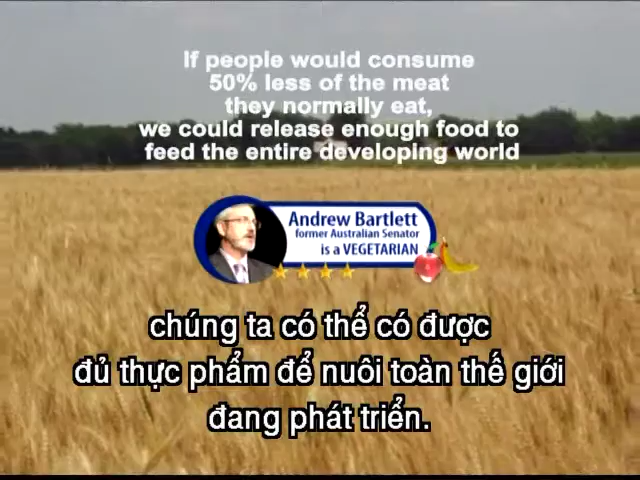 If people would consume
50% less of the meat
they normally eat,
we could release enough food to
feed the entire developing world
Andrew Bartlett
former Australian Senator
is a VEGETARIAN
chúng ta có thể có được
đủ thực phẩm để nuôi toàn thế giới
đang phát triển.